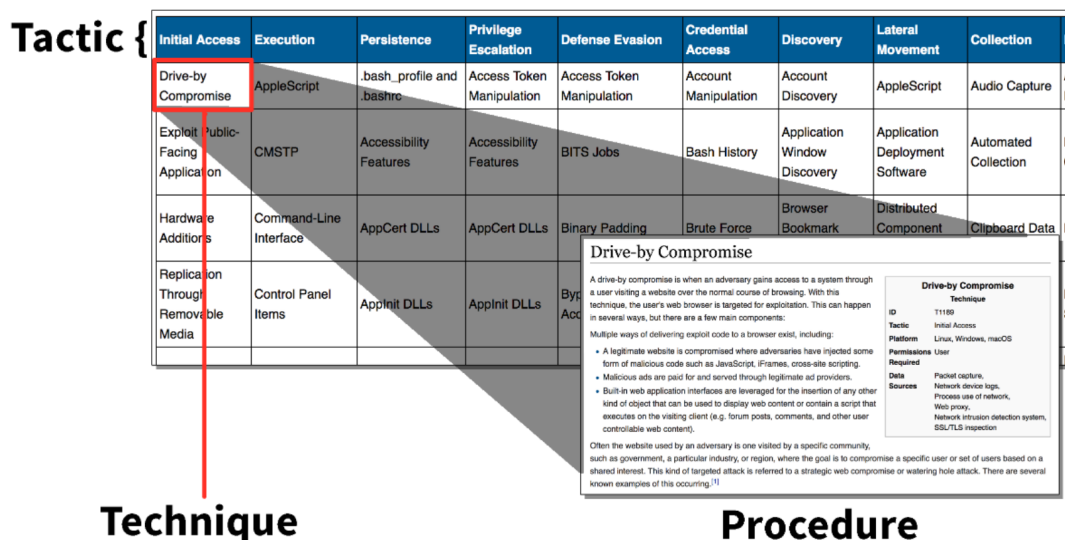 Tactic {
Initial Access
Execution
Persistence
Privilege
Escalation
Defense Evasion
Credential
Access
Discovery
Lateral
Movement
Collection
Drive-by
Compromise
AppleScript
.bash_profile and
.bashrc
Access Token
Manipulation
Access Token
Manipulation
Account
Manipulation
Account
Discovery
AppleScript
Audio Capture
Exploit Public-
Facing
Application
CMSTP
Accessibility
Features
Accessibility
Features
BITS Jobs
Bash History
Application
Window
Discovery
Application
Deployment
Software
Automated
Collection
Hardware
Additions
Command-Line
Interface
AppCert DLLs
AppCert DLLs
Binary Padding
Brute Force
Browser
Bookmark
Distributed
Component
Clipboard Data
Replication
Through
Removable
Media
Control Panel
Items
AppInit DLLs
AppInit DLLs
Drive-by Compromise
A drive-by compromise is when an adversary gains access to a system through
a user visiting a website over the normal course of browsing. With this
technique, the user's web browser is targeted for exploitation. This can happen
in several ways, but there are a few main components:
Multiple ways of delivering exploit code to a browser exist, including:
• A legitimate website is compromised where adversaries have injected some
form of malicious code such as JavaScript, iFrames, cross-site scripting.
• Malicious ads are paid for and served through legitimate ad providers.
• Built-in web application interfaces are leveraged for the insertion of any other
kind of object that can be used to display web content or contain a script that
executes on the visiting client (e.g. forum posts, comments, and other user
controllable web content).
Drive-by Compromise
Technique
ID T1189
Tactic Initial Access
Platform Linux, Windows, macOS
Permissions User
Required
Data Packet capture,
Sources Network device logs,
Process use of network,
Web proxy,
Network intrusion detection system,
SSL/TLS inspection
Often the website used by an adversary is one visited by a specific community,
such as government, a particular industry, or region, where the goal is to compromise a specific user or set of users based on a
shared interest. This kind of targeted attack is referred to a strategic web compromise or watering hole attack. There are several
known examples of this occurring.[1]
Technique
Procedure